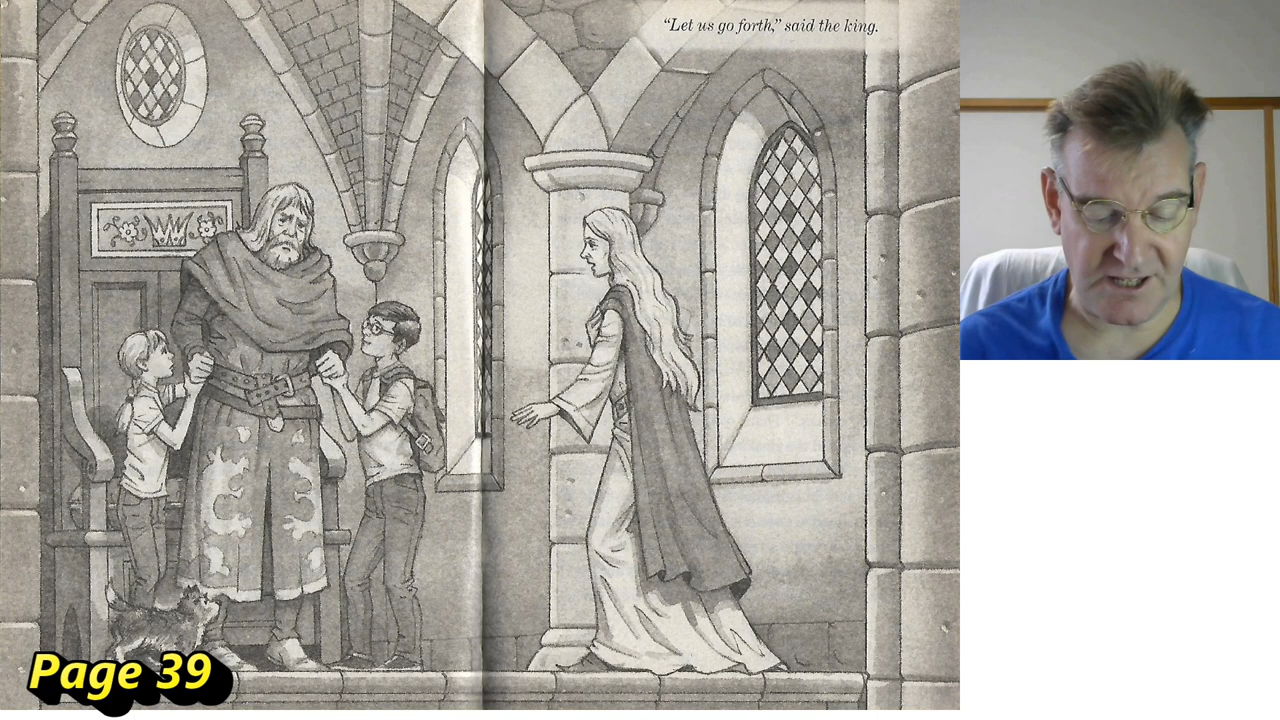 “Let us go forth,” said the king.
Page 39